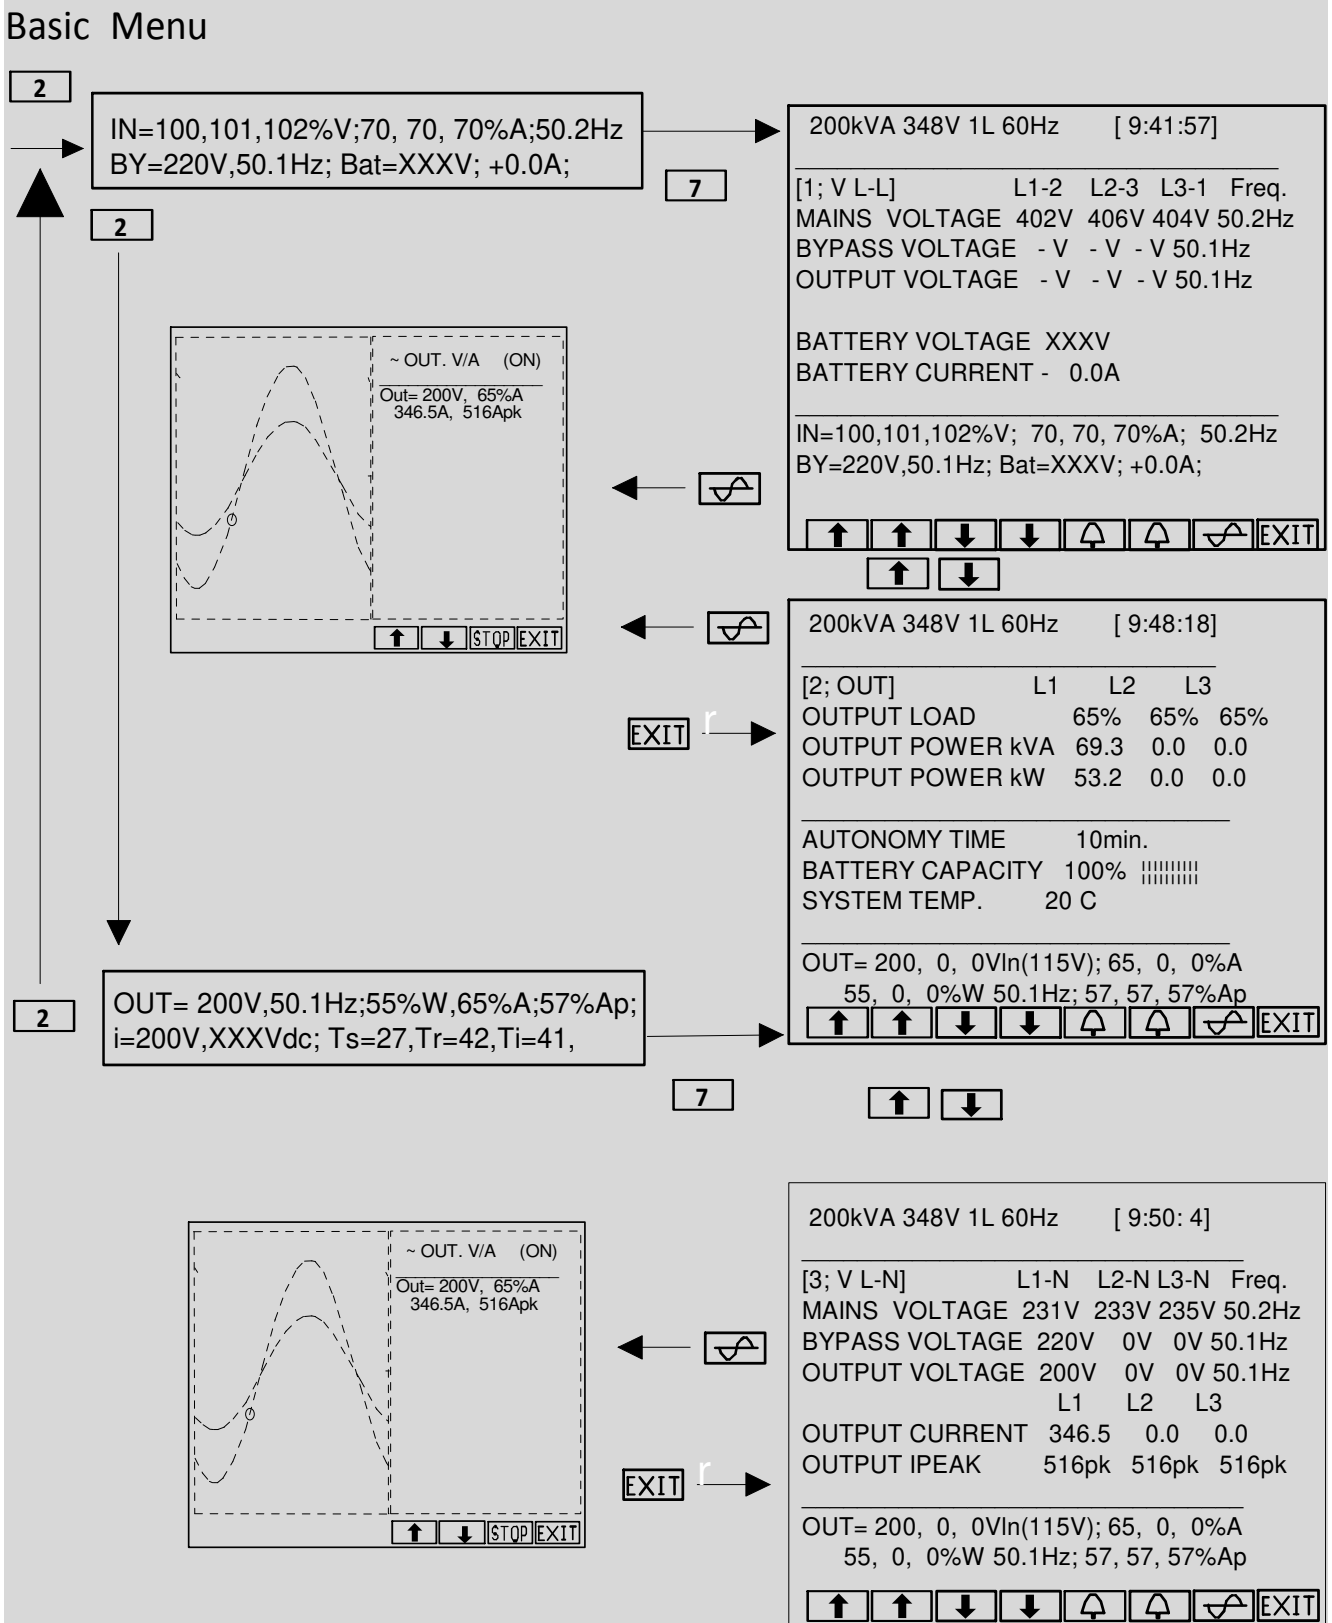 Basic Menu
2
IN=100,101,102%V;70, 70, 70%A;50.2Hz
BY=220V,50.1Hz; Bat=XXXV; +0.0A;
7
2
200kVA 348V 1L 60Hz [ 9:41:57]
[1; V L-L] L1-2 L2-3 L3-1 Freq.
MAINS VOLTAGE 402V 406V 404V 50.2Hz
BYPASS VOLTAGE - V - V - V 50.1Hz
OUTPUT VOLTAGE - V - V - V 50.1Hz
BATTERY VOLTAGE XXXV
BATTERY CURRENT - 0.0A
IN=100,101,102%V; 70, 70, 70%A; 50.2Hz
BY=220V,50.1Hz; Bat=XXXV; +0.0A;
EXIT
~ OUT. V/A (ON)
Out= 200V, 65%A
346.5A, 516Apk
STOP EXIT
200kVA 348V 1L 60Hz [ 9:48:18]
[2; OUT] L1 L2 L3
OUTPUT LOAD 65% 65% 65%
OUTPUT POWER kVA 69.3 0.0 0.0
OUTPUT POWER kW 53.2 0.0 0.0
AUTONOMY TIME 10min.
BATTERY CAPACITY 100%
SYSTEM TEMP. 20 C
OUT= 200, 0, 0Vln(115V); 65, 0, 0%A
55, 0, 0%W 50.1Hz; 57, 57, 57%Ap
EXIT
EXIT r
2
OUT= 200V,50.1Hz;55%W,65%A;57%Ap;
i=200V,XXXVdc; Ts=27,Tr=42,Ti=41,
7
~ OUT. V/A (ON)
Out= 200V, 65%A
346.5A, 516Apk
STOP EXIT
EXIT r
200kVA 348V 1L 60Hz [ 9:50: 4]
[3; V L-N] L1-N L2-N L3-N Freq.
MAINS VOLTAGE 231V 233V 235V 50.2Hz
BYPASS VOLTAGE 220V 0V 0V 50.1Hz
OUTPUT VOLTAGE 200V 0V 0V 50.1Hz
L1 L2 L3
OUTPUT CURRENT 346.5 0.0 0.0
OUTPUT IPEAK 516pk 516pk 516pk
OUT= 200, 0, 0Vln(115V); 65, 0, 0%A
55, 0, 0%W 50.1Hz; 57, 57, 57%Ap
EXIT